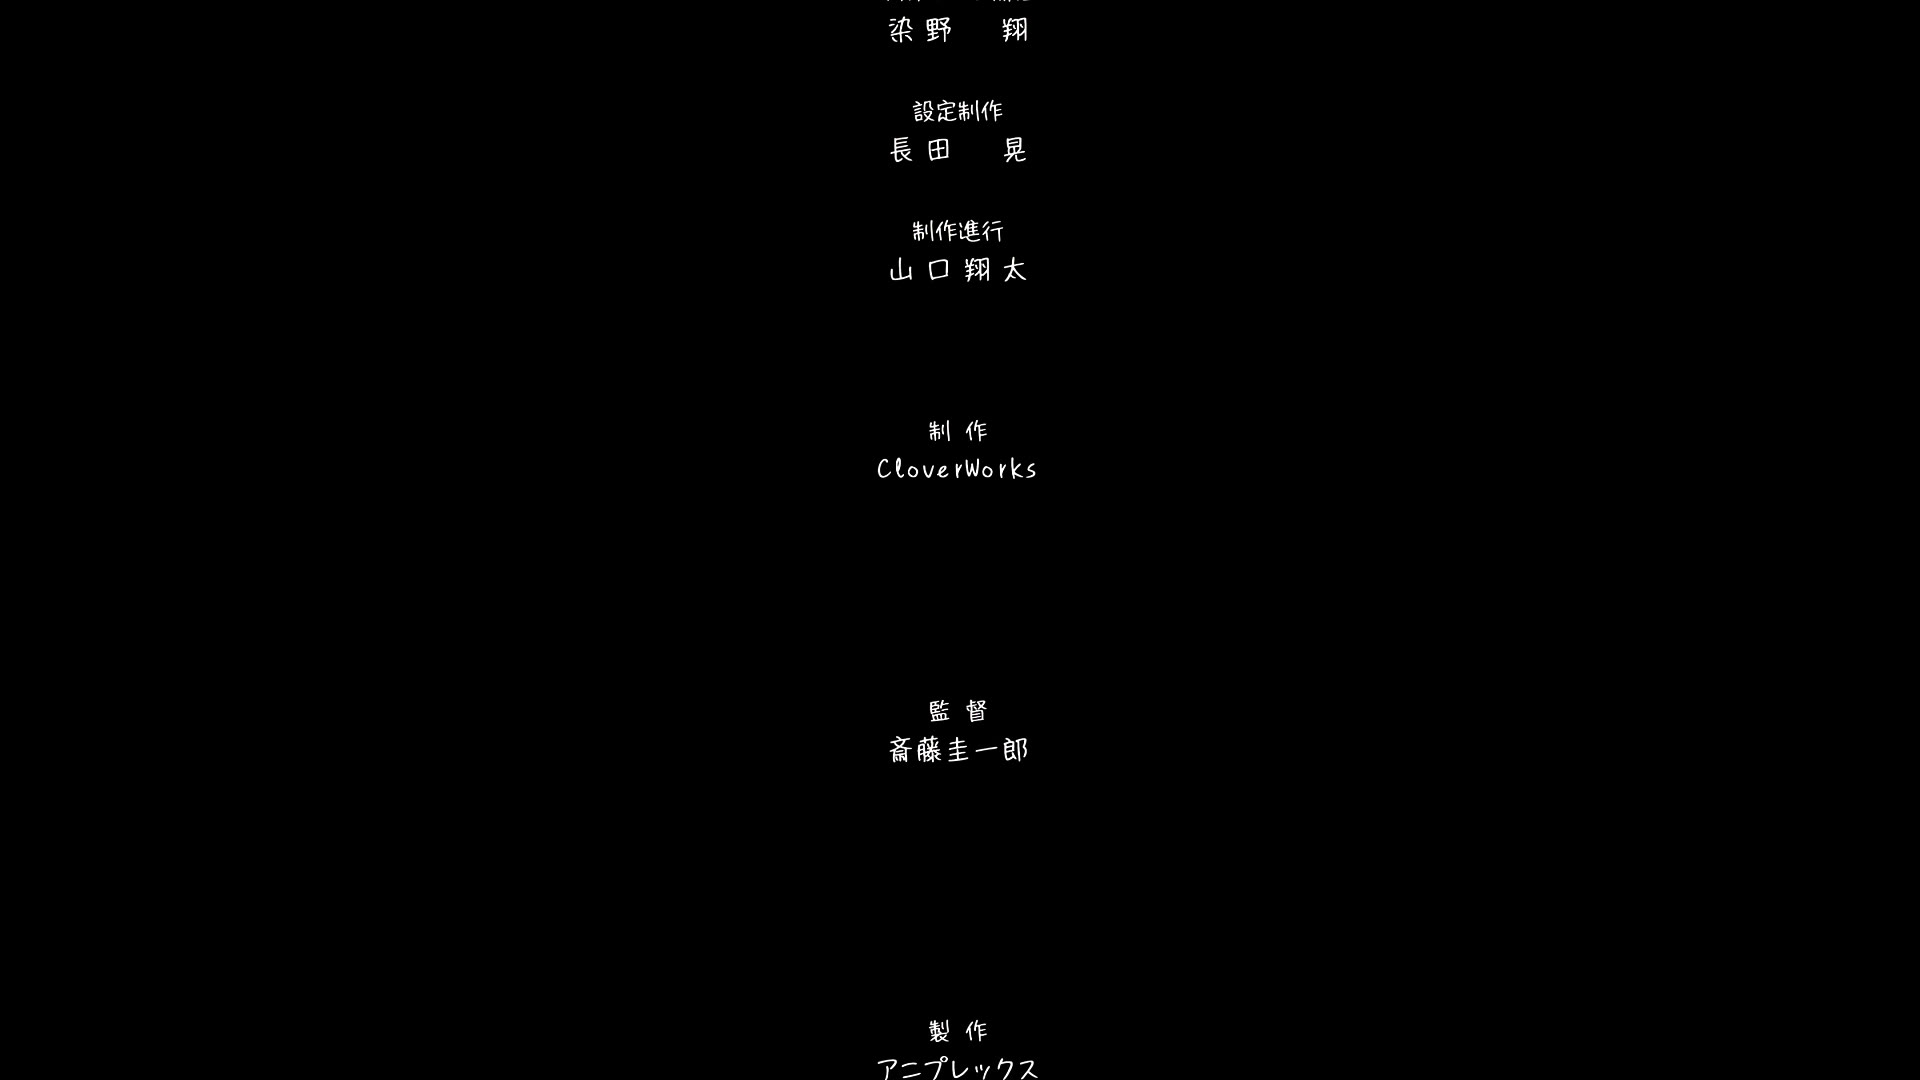 染野 翔
設定制作
長田 晃
制作進行
山口翔太
制作
CloverWorks
監督
斎藤圭一郎
製作
アニプレックス